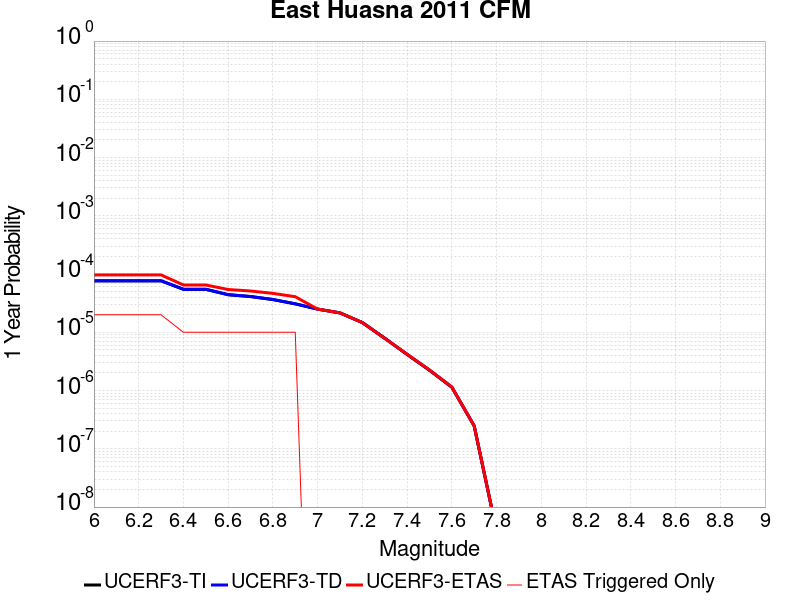 East Huasna 2011 CFM
10^0
10^-1
10^-2
10^-3
10^-4
10^-5
10^-6
10^-7
10^-8
1 Year Probability
6 6.2 6.4 6.6 6.8 7 7.2 7.4 7.6 7.8 8 8.2 8.4 8.6 8.8 9
Magnitude
UCERF3-TI UCERF3-TD UCERF3-ETAS ETAS Triggered Only